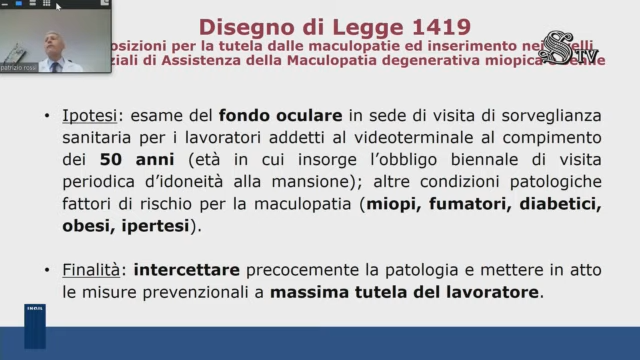 Disegno di Legge 1419
osizioni per la tutela dalle maculopatie ed inserimento nei
ziali di Assistenza della Maculopatia degenerativa miopica
TV
patrizio rossi
• Ipotesi: esame del fondo oculare in sede di visita di sorveglianza
sanitaria per i lavoratori addetti al videoterminale al compimento
dei 50 anni (età in cui insorge l'obbligo biennale di visita
periodica d'idoneità alla mansione); altre condizioni patologiche
fattori di rischio per la maculopatia (miopi, fumatori, diabetici,
obesi, ipertesi).
• Finalità: intercettare precocemente la patologia e mettere in atto
le misure prevenzionali a massima tutela del lavoratore.
INAIL